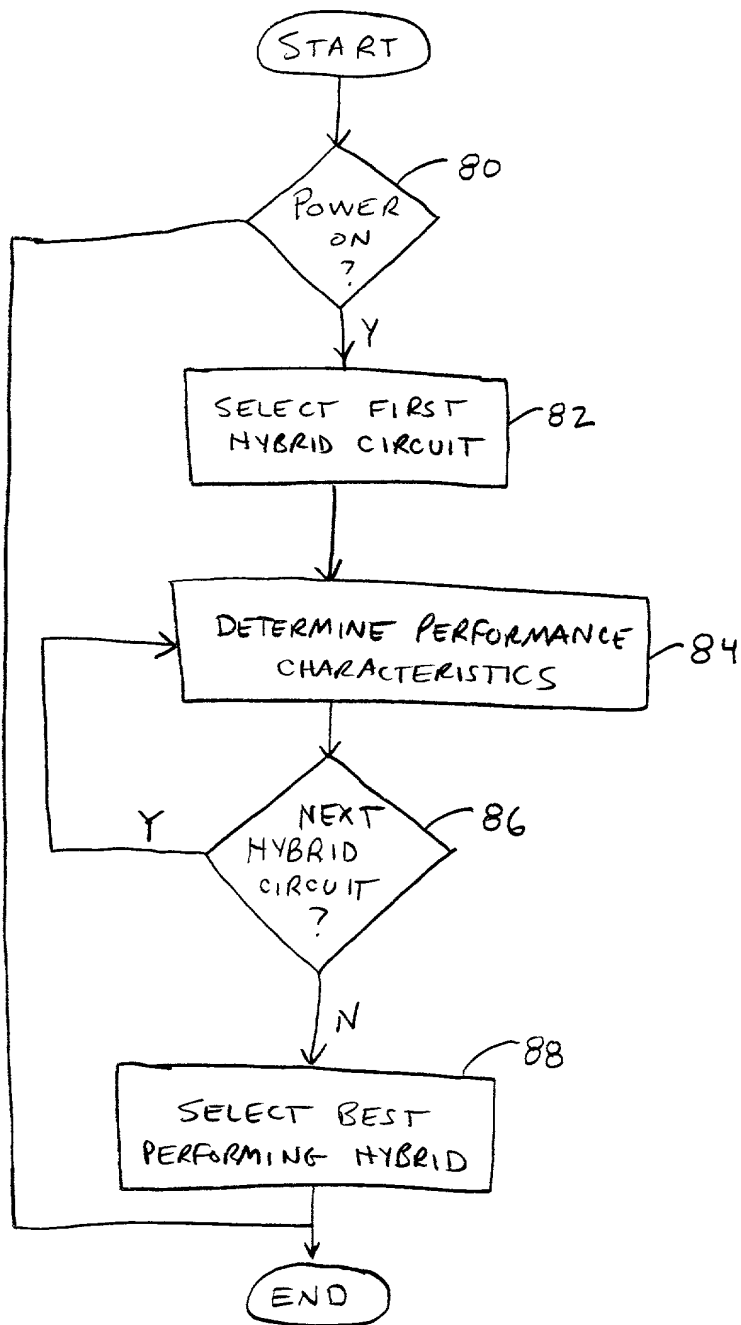 START
80
POWER
ON
?
Y
SELECT FIRST
HYBRID CIRCUIT
82
DETERMINE PERFORMANCE
CHARACTERISTICS
84
Y
NEXT
HYBRID
CIRCUIT
?
86
N
88
SELECT BEST
PERFORMING HYBRID
END